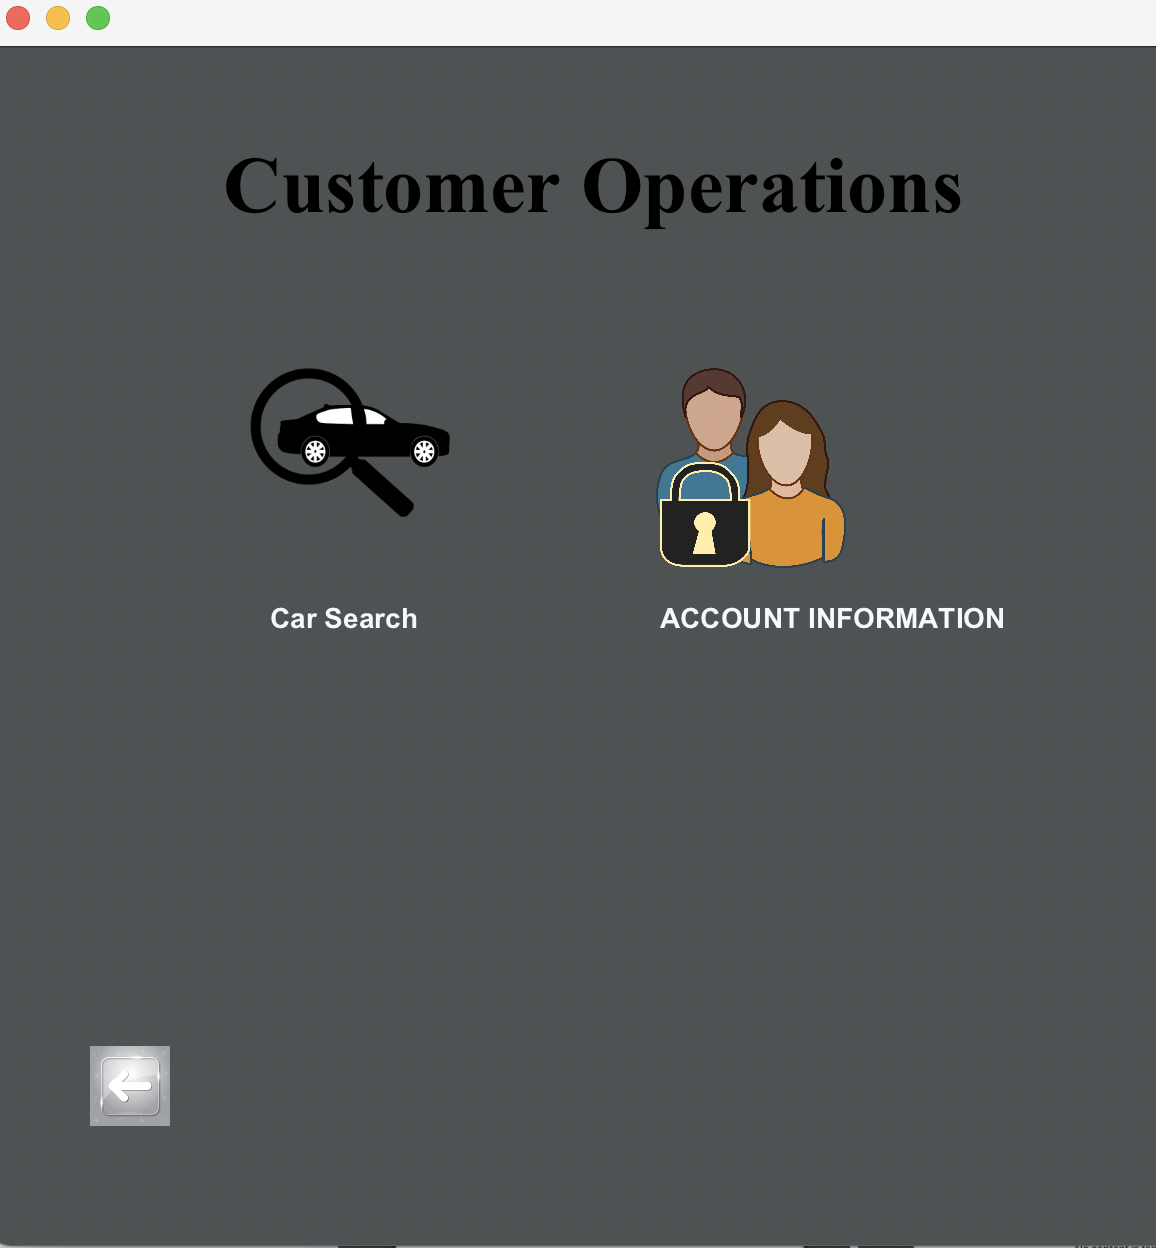 Customer Operations
Car Search
ACCOUNT INFORMATION